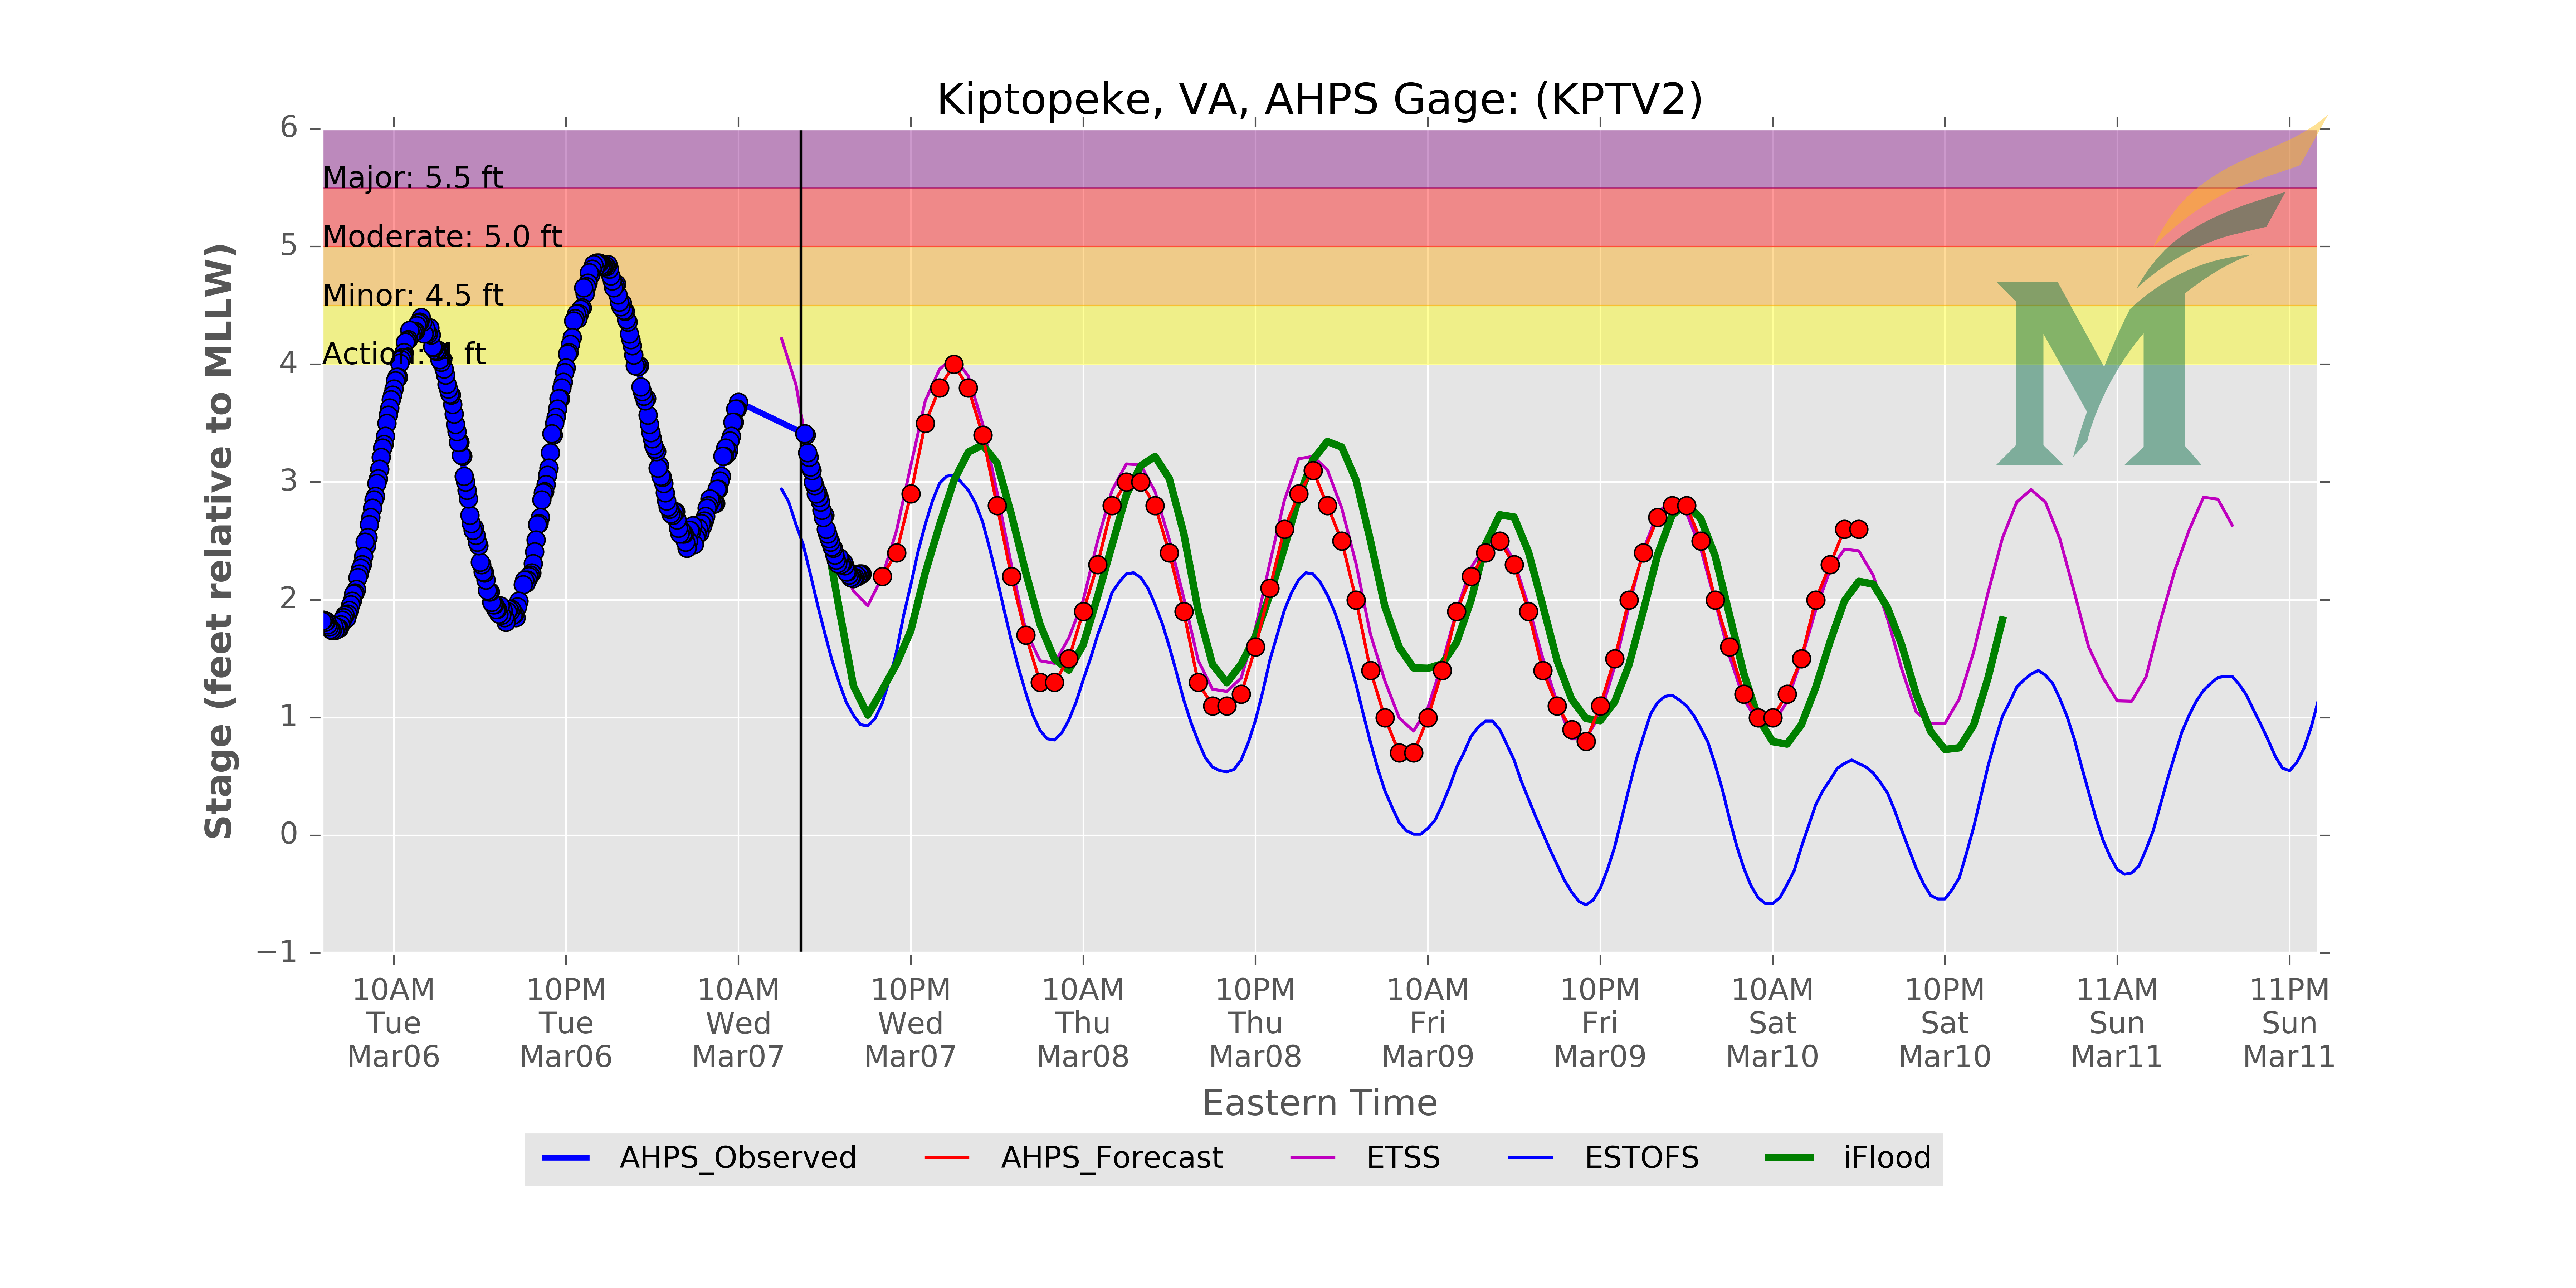 Kiptopeke, VA, AHPS Gage: (KPTV2)
6
5
4
3
2
1
0
−1
Stage (feet relative to MLLW)
Major: 5.5 ft
Moderate: 5.0 ft
Minor: 4.5 ft
Action: 4 ft
M
10AM Tue Mar06
10PM Tue Mar06
10AM Wed Mar07
10PM Wed Mar07
10AM Thu Mar08
10PM Thu Mar08
10AM Fri Mar09
10PM Fri Mar09
10AM Sat Mar10
10PM Sat Mar10
11AM Sun Mar11
11PM Sun Mar11
Eastern Time
AHPS_Observed AHPS_Forecast ETSS ESTOFS iFlood